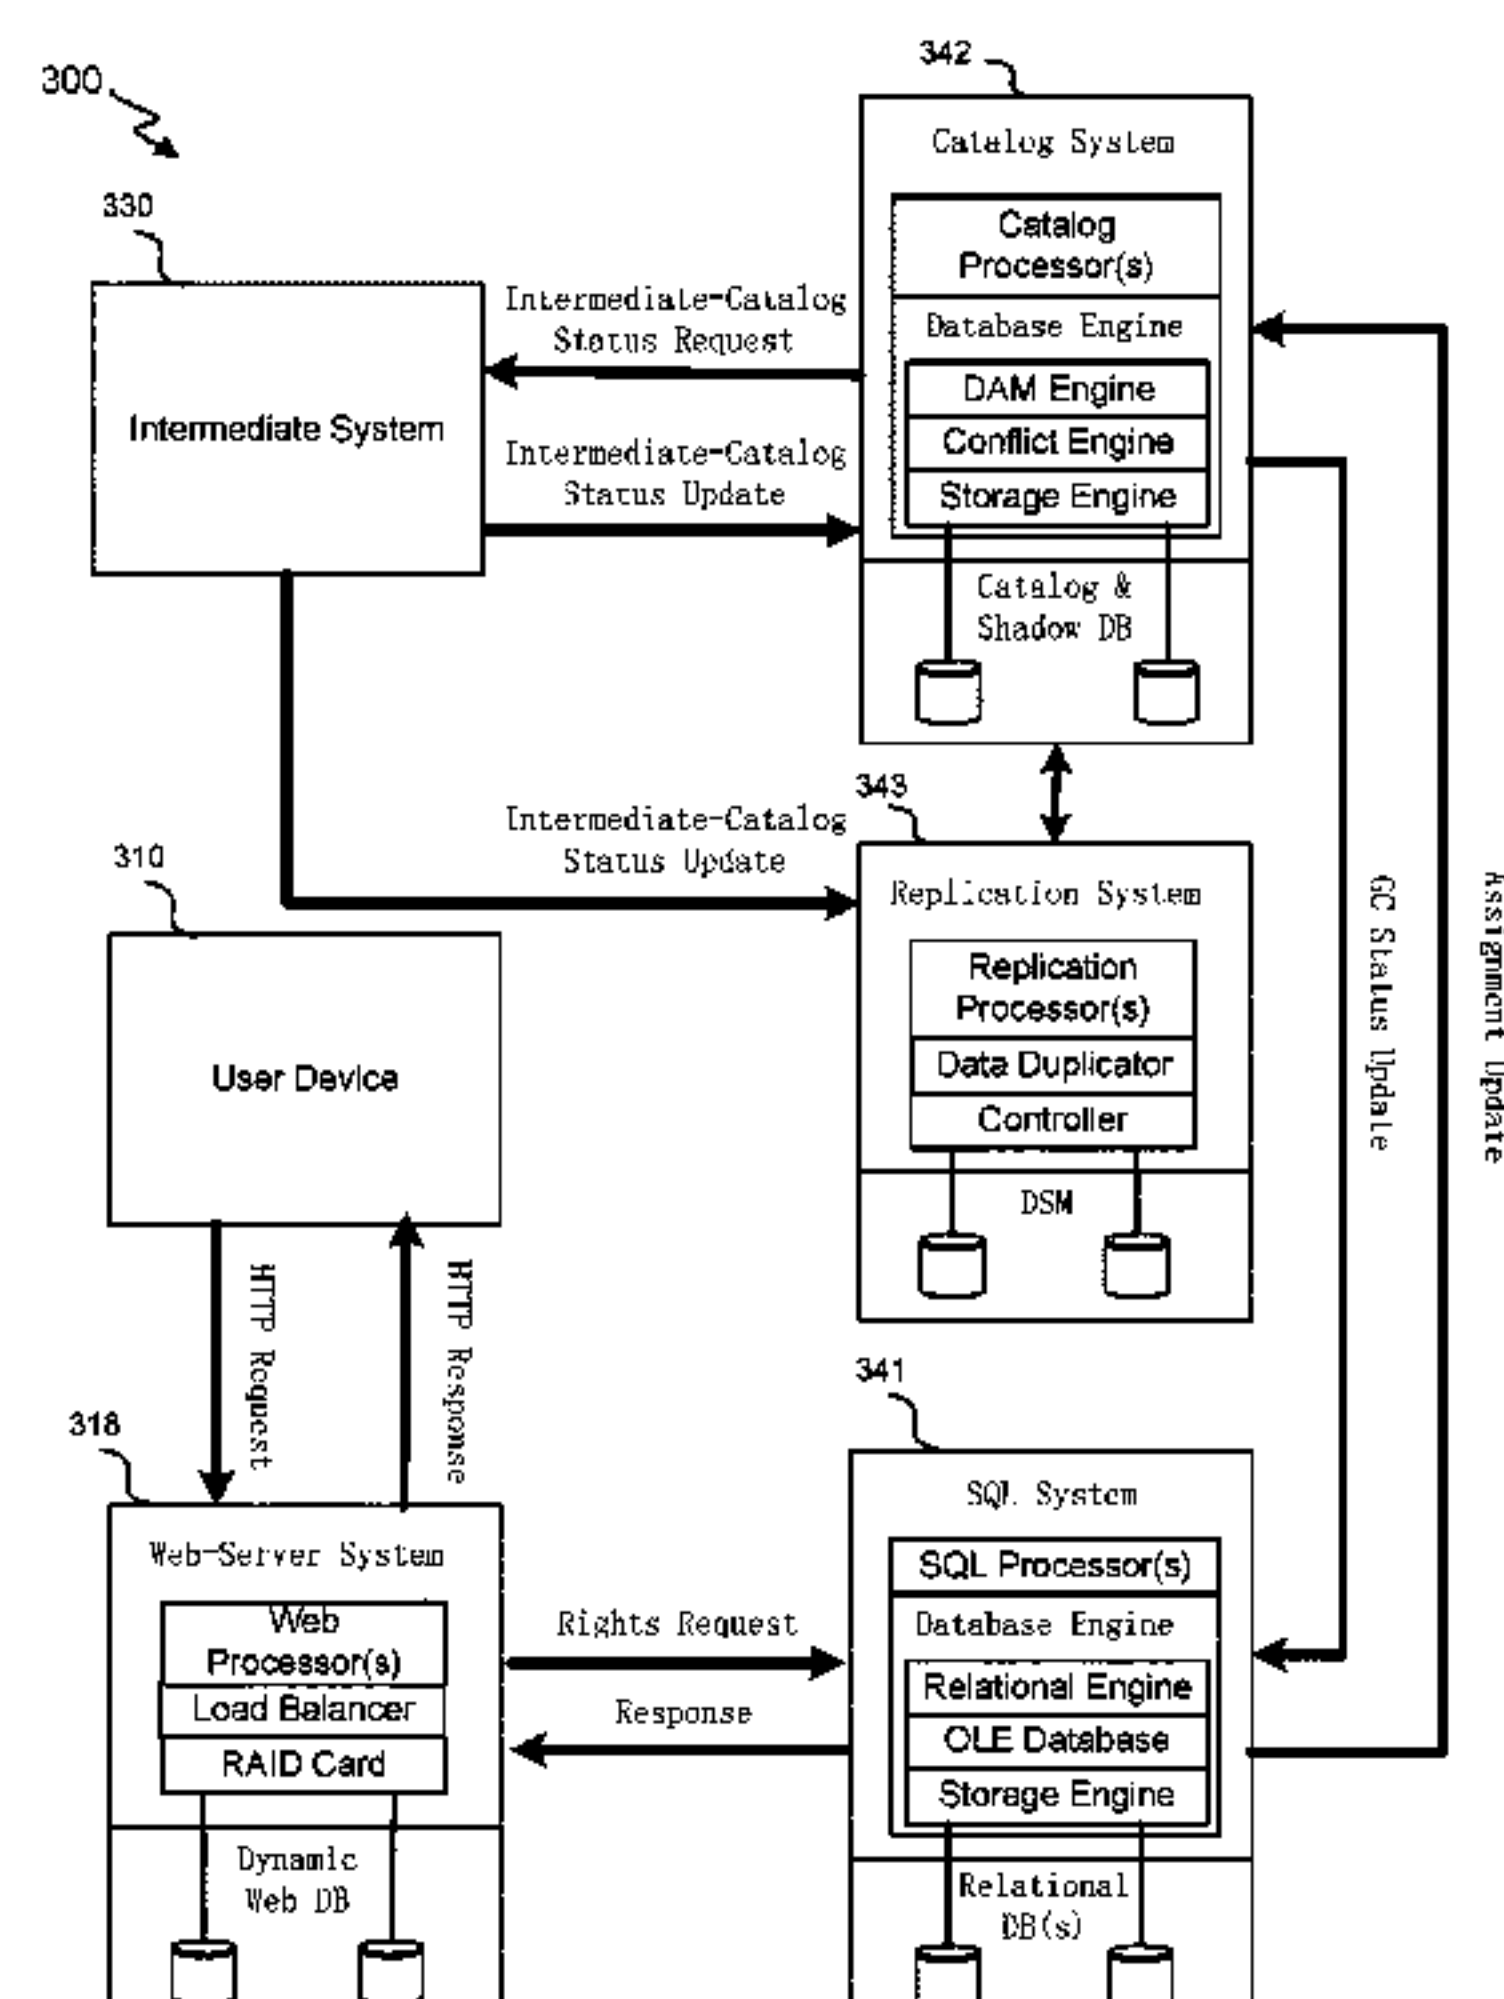 300
342
Catalog System
Catalog
Processor(s)
Database Engine
DAM Engine
Conflict Engine
Storage Engine
Catalog &
Shadow DB
330
Intermediate System
Intermediate-Catalog
Status Request
Intermediate-Catalog
Status Update
Intermediate-Catalog
Status Update
343
Replication System
Replication
Processor(s)
Data Duplicator
Controller
DSM
GC Status Update
Assignment Update
310
User Device
HTTP Request
HTTP Response
318
Web-Server System
Web
Processor(s)
Load Balancer
RAID Card
Dynamic
Web DB
Rights Request
Response
341
SQL System
SQL Processor(s)
Database Engine
Relational Engine
OLE Database
Storage Engine
Relational
DB(s)